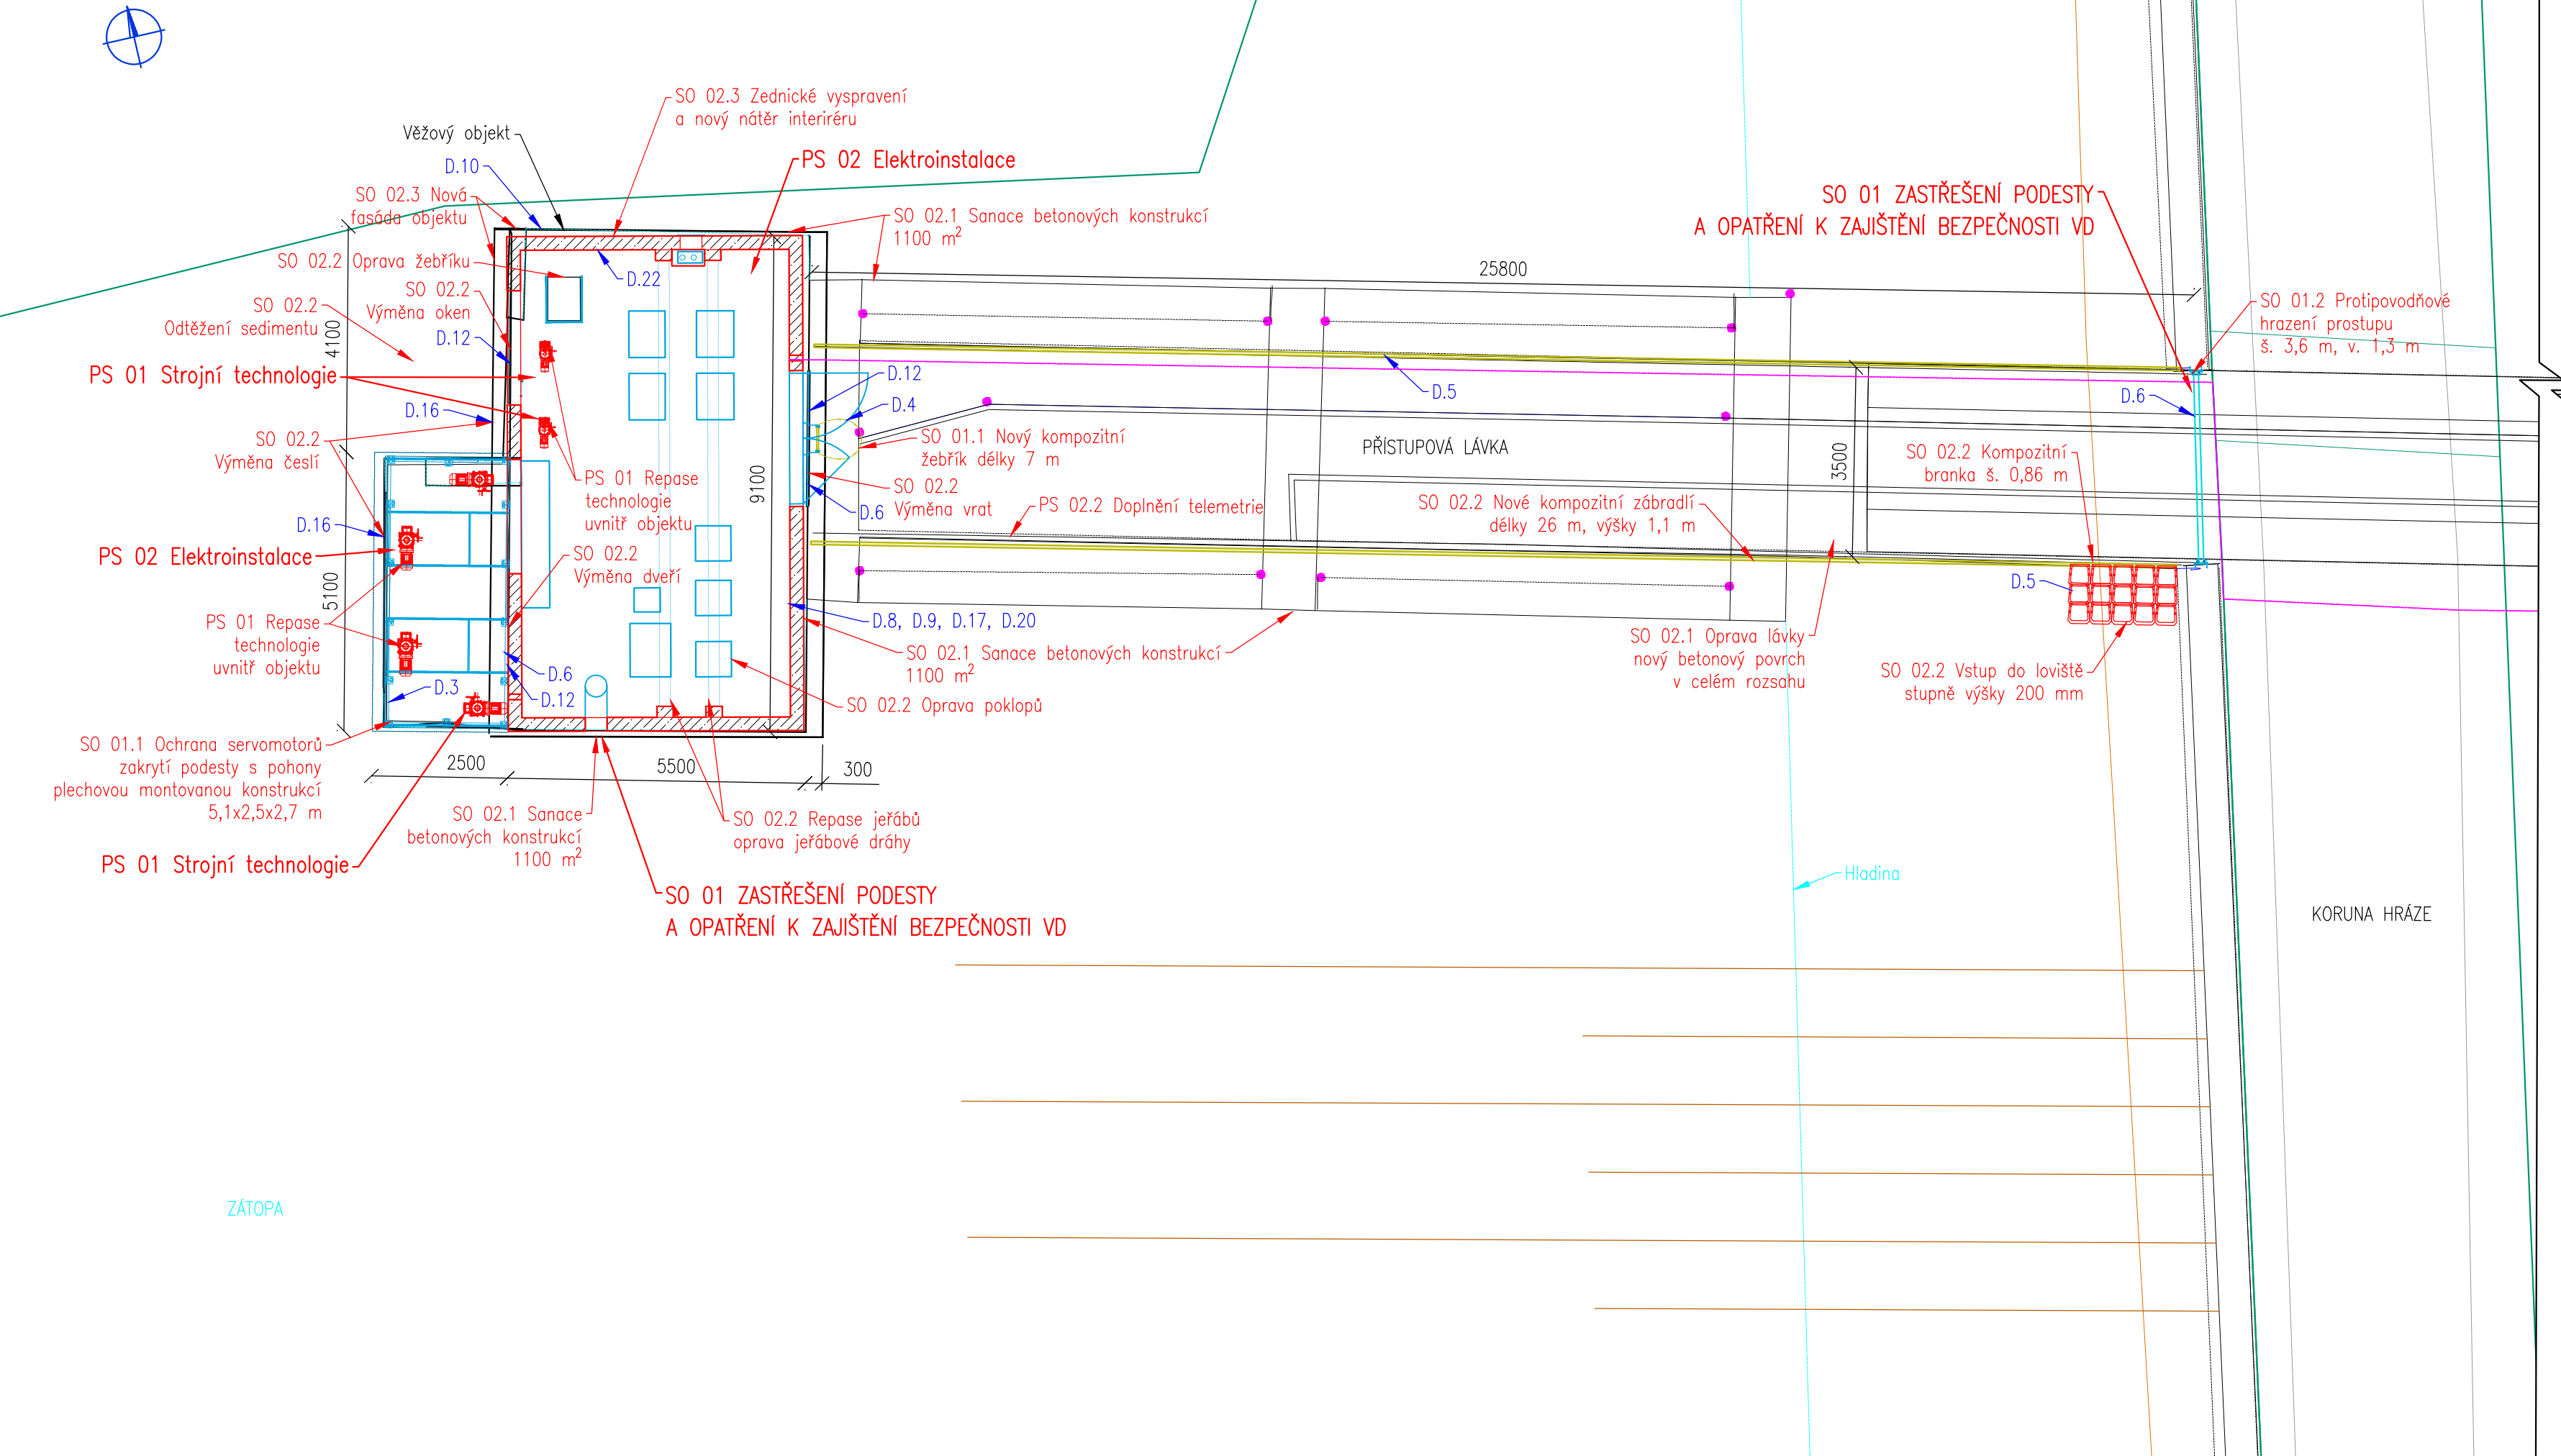 SO 02.3 Zednické vyspravení
a nový nátěr interiréru
Věžový objekt
D.10
PS 02 Elektroinstalace
SO 02.3 Nová
fasáda objektu
SO 01 ZASTŘEŠENÍ PODESTY
A OPATŘENÍ K ZAJIŠTĚNÍ BEZPEČNOSTI VD
SO 02.1 Sanace betonových konstrukcí
1100 m²
SO 02.2 Oprava žebříku
D.22
25800
SO 02.2
Výměna oken
SO 02.2
Odtěžení sedimentu
4100
D.12
SO 01.2 Protipovodňové
hrazení prostupu
š. 3,6 m, v. 1,3 m
PS 01 Strojní technologie
D.12
D.5
D.6
D.16
D.4
SO 02.2
Výměna česlí
SO 01.1 Nový kompozitní
žebřík délky 7 m
PŘÍSTUPOVÁ LÁVKA
3500
SO 02.2 Kompozitní
branka š. 0,86 m
PS 01 Repase
technologie
uvnitř objektu
9100
SO 02.2
Výměna vrat
D.6
PS 02.2 Doplnění telemetrie
SO 02.2 Nové kompozitní zábradlí
délky 26 m, výšky 1,1 m
D.16
PS 02 Elektroinstalace
SO 02.2
Výměna dveří
5100
D.5
PS 01 Repase
technologie
uvnitř objektu
D.8, D.9, D.17, D.20
SO 02.1 Oprava lávky
nový betonový povrch
v celém rozsahu
SO 02.1 Sanace betonových konstrukcí
1100 m²
SO 02.2 Vstup do loviště
stupně výšky 200 mm
D.6
D.3
D.12
SO 02.2 Oprava poklopů
SO 01.1 Ochrana servomotorů
zakrytí podesty s pohony
plechovou montovanou konstrukcí
5,1x2,5x2,7 m
2500
5500
300
SO 02.1 Sanace
betonových konstrukcí
1100 m²
SO 02.2 Repase jeřábů
oprava jeřábové dráhy
PS 01 Strojní technologie
Hladina
SO 01 ZASTŘEŠENÍ PODESTY
A OPATŘENÍ K ZAJIŠTĚNÍ BEZPEČNOSTI VD
KORUNA HRÁZE
ZÁTOPA